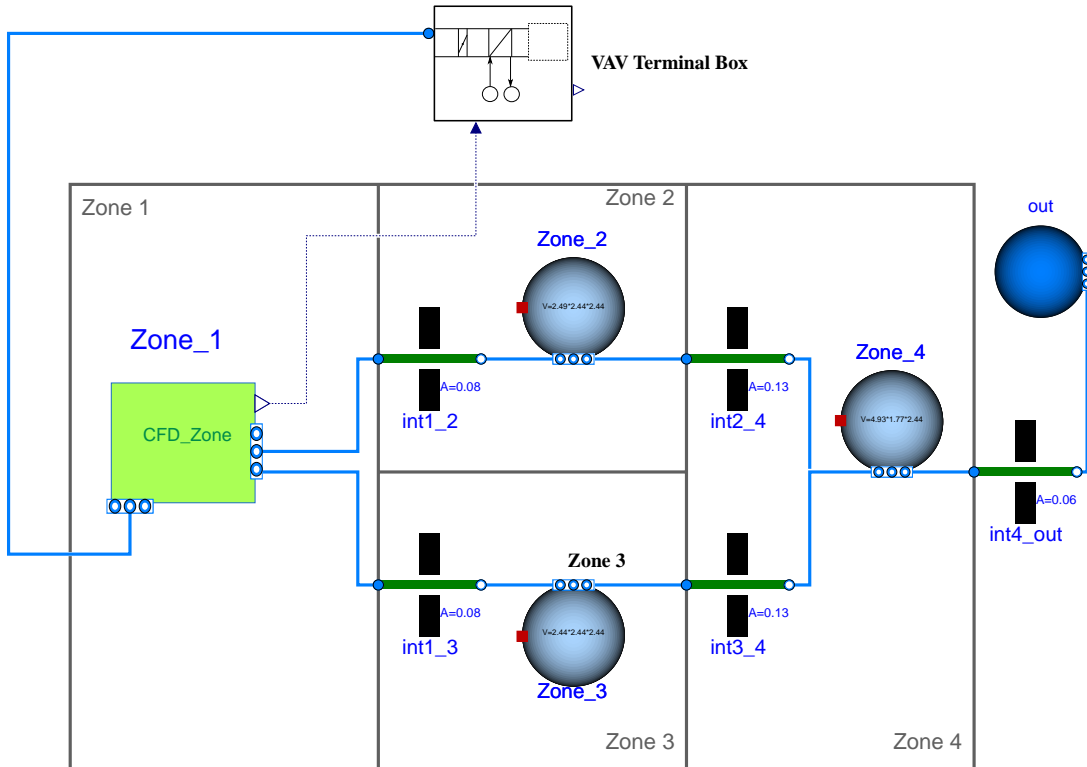 VAV Terminal Box
Zone 1
Zone 2
out
Zone_2
V=2.49*2.44*2.44
Zone_1
Zone_4
A=0.08
A=0.13
V=4.93*1.77*2.44
int1_2
int2_4
CFD_Zone
A=0.06
int4_out
Zone 3
A=0.08
A=0.13
V=2.44*2.44*2.44
int1_3
int3_4
Zone_3
Zone 3
Zone 4